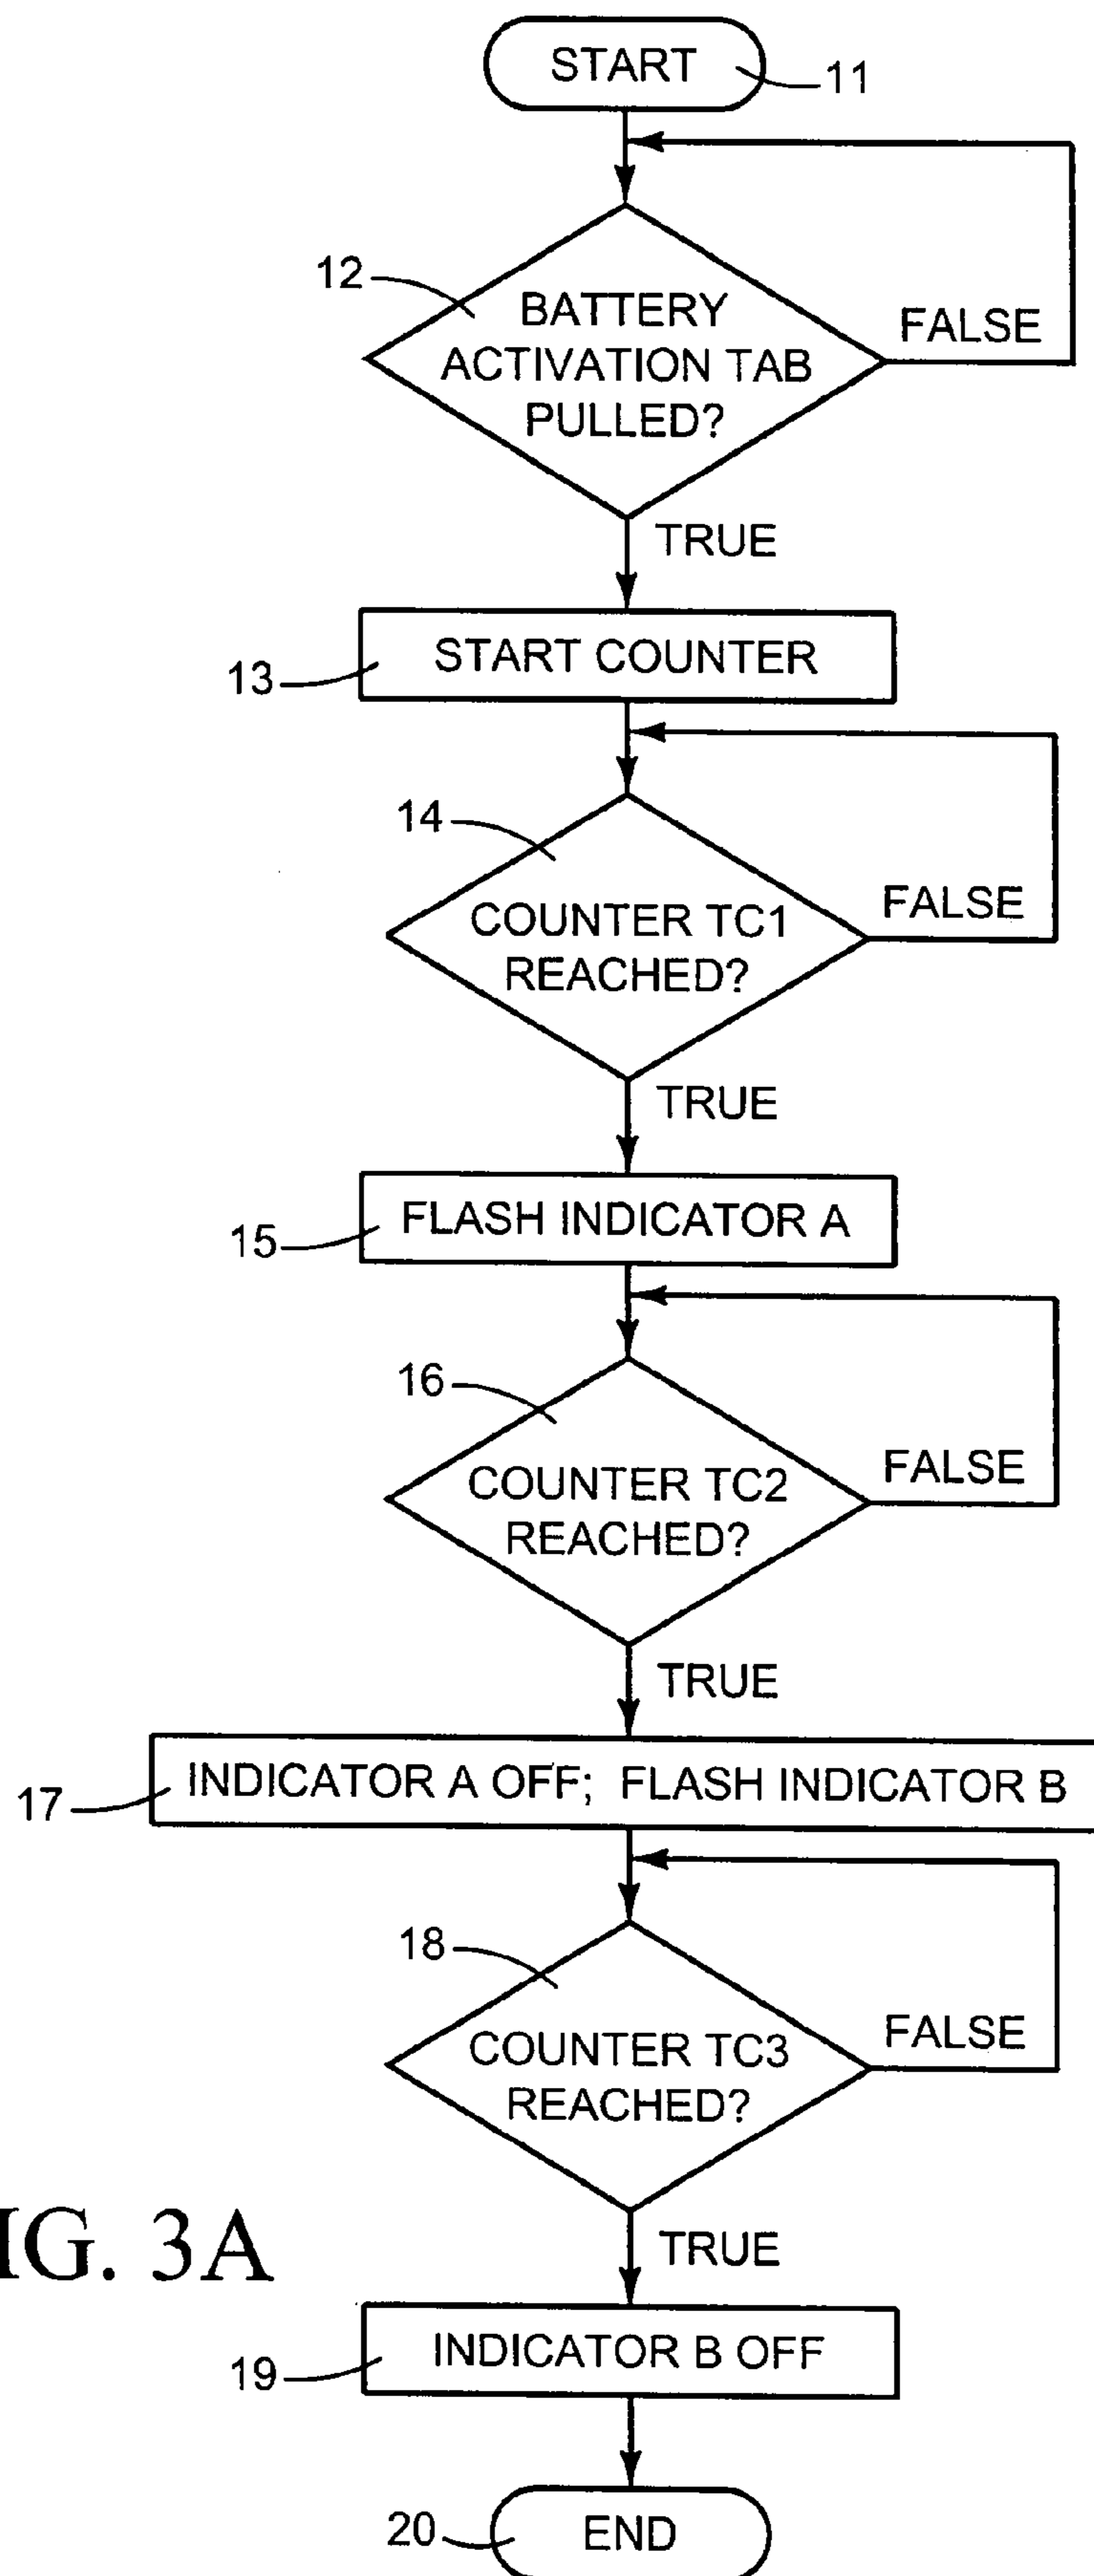 START
11
12
BATTERY
ACTIVATION TAB
PULLED?
FALSE
TRUE
START COUNTER
13
14
COUNTER TC1
REACHED?
FALSE
TRUE
FLASH INDICATOR A
15
16
COUNTER TC2
REACHED?
FALSE
TRUE
INDICATOR A OFF; FLASH INDICATOR B
17
18
COUNTER TC3
REACHED?
FALSE
TRUE
IG. 3A
INDICATOR B OFF
19
20
END